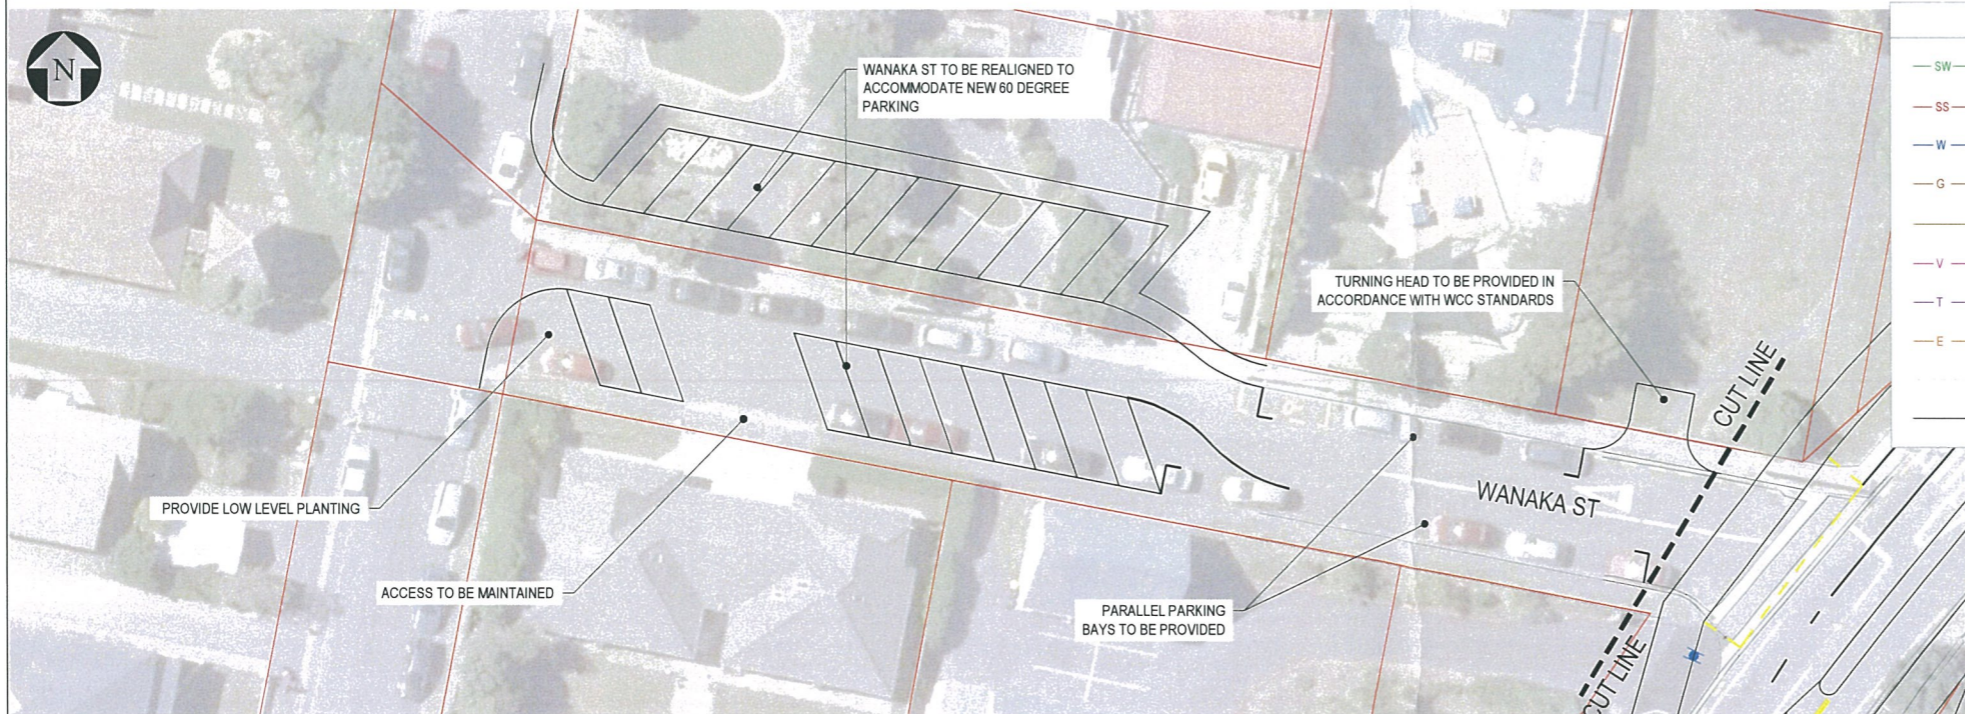 N
WANAKA ST TO BE REALIGNED TO
ACCOMMODATE NEW 60 DEGREE
PARKING
TURNING HEAD TO BE PROVIDED IN
ACCORDANCE WITH WCC STANDARDS
CUT LINE
WANAKA ST
PROVIDE LOW LEVEL PLANTING
ACCESS TO BE MAINTAINED
PARALLEL PARKING
BAYS TO BE PROVIDED
CUT LINE
SW
SS
W
G
V
T
E